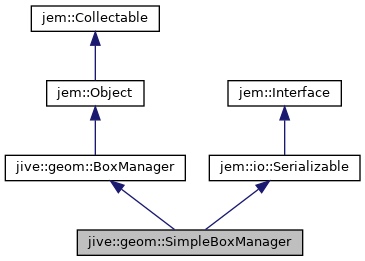 jem::Collectable
jem::Object
jem::Interface
jive::geom::BoxManager
jem::io::Serializable
jive::geom::SimpleBoxManager